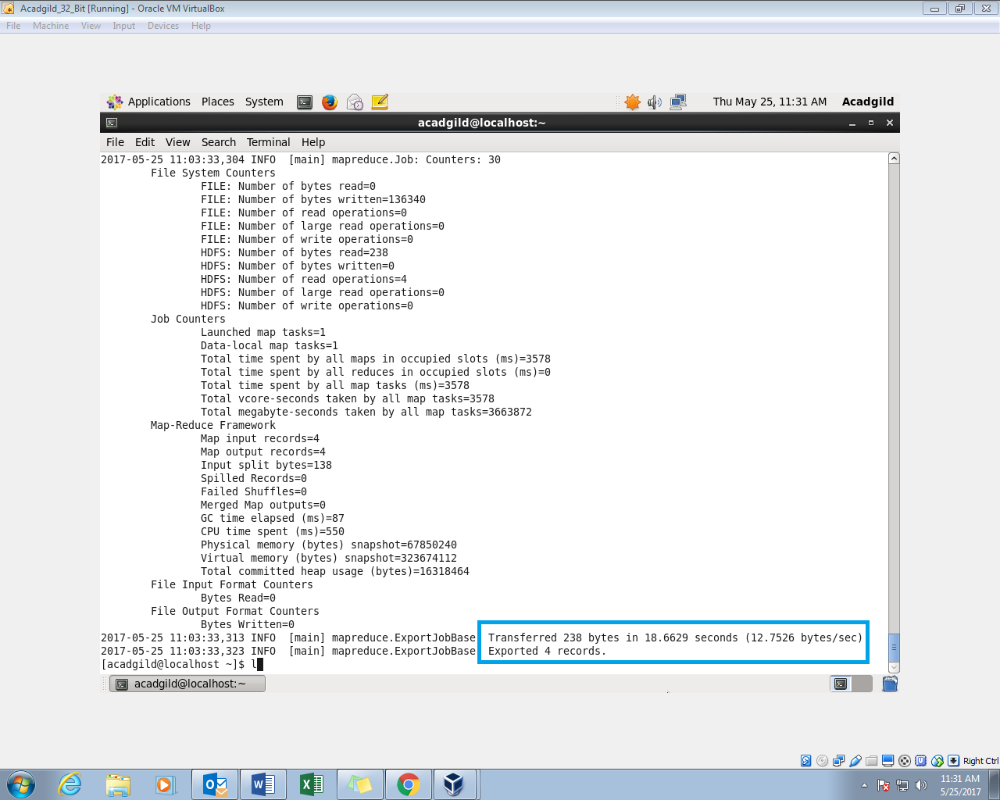 Acadgild_32_Bit [Running] - Oracle VM VirtualBox
File Machine View Input Devices Help
Applications Places System Thu May 25, 11:31 AM Acadgild
acadgild@localhost:~
File Edit View Search Terminal Help
2017-05-25 11:03:33,304 INFO [main] mapreduce.Job: Counters: 30
File System Counters
FILE: Number of bytes read=0
FILE: Number of bytes written=136340
FILE: Number of read operations=0
FILE: Number of large read operations=0
FILE: Number of write operations=0
HDFS: Number of bytes read=238
HDFS: Number of bytes written=0
HDFS: Number of read operations=4
HDFS: Number of large read operations=0
HDFS: Number of write operations=0
Job Counters
Launched map tasks=1
Data-local map tasks=1
Total time spent by all maps in occupied slots (ms)=3578
Total time spent by all reduces in occupied slots (ms)=0
Total time spent by all map tasks (ms)=3578
Total vcore-seconds taken by all map tasks=3578
Total megabyte-seconds taken by all map tasks=3663872
Map-Reduce Framework
Map input records=4
Map output records=4
Input split bytes=138
Spilled Records=0
Failed Shuffles=0
Merged Map outputs=0
GC time elapsed (ms)=87
CPU time spent (ms)=550
Physical memory (bytes) snapshot=67850240
Virtual memory (bytes) snapshot=323674112
Total committed heap usage (bytes)=16318464
File Input Format Counters
Bytes Read=0
File Output Format Counters
Bytes Written=0
2017-05-25 11:03:33,313 INFO [main] mapreduce.ExportJobBase Transferred 238 bytes in 18.6629 seconds (12.7526 bytes/sec)
2017-05-25 11:03:33,323 INFO [main] mapreduce.ExportJobBase Exported 4 records.
[acadgild@localhost ~]$ l
acadgild@localhost:~
Right Ctrl
11:31 AM
5/25/2017